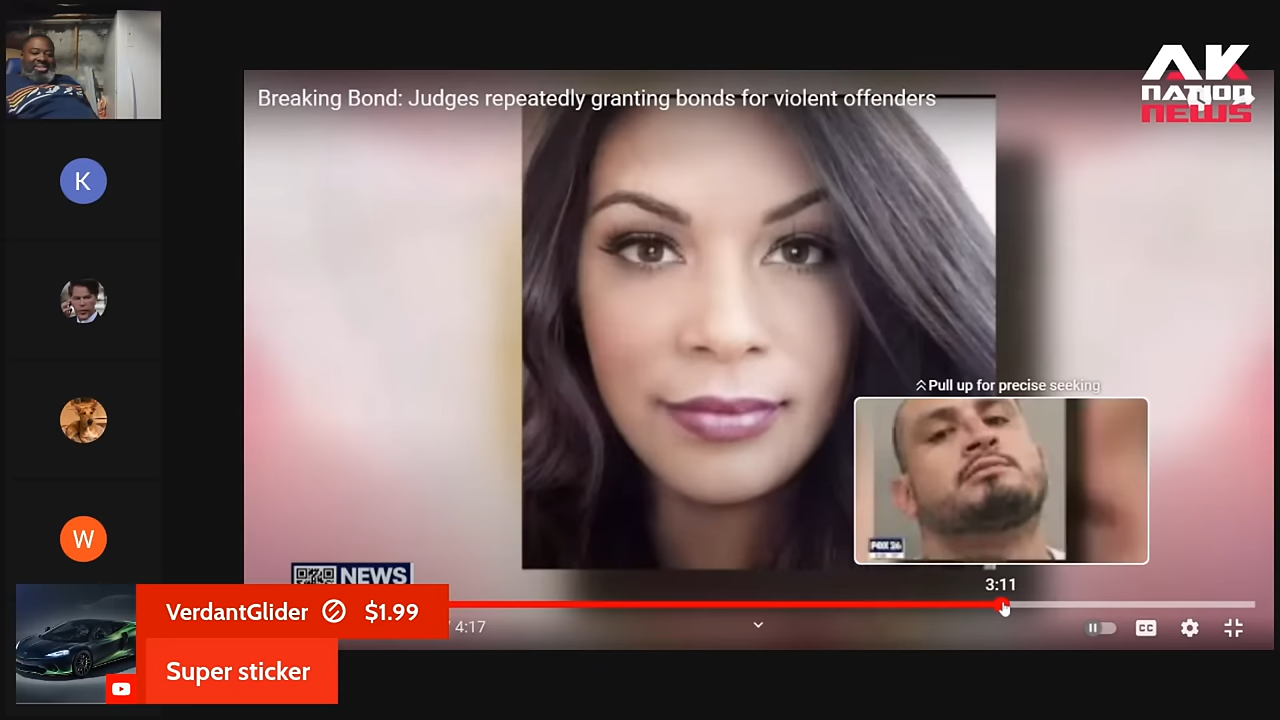 Breaking Bond: Judges repeatedly granting bonds for violent offenders
AK
NATION
NEWS
K
Pull up for precise seeking
FOX 26
W
3:11
NEWS
VerdantGlider $1.99
/ 4:17
CC
Super sticker